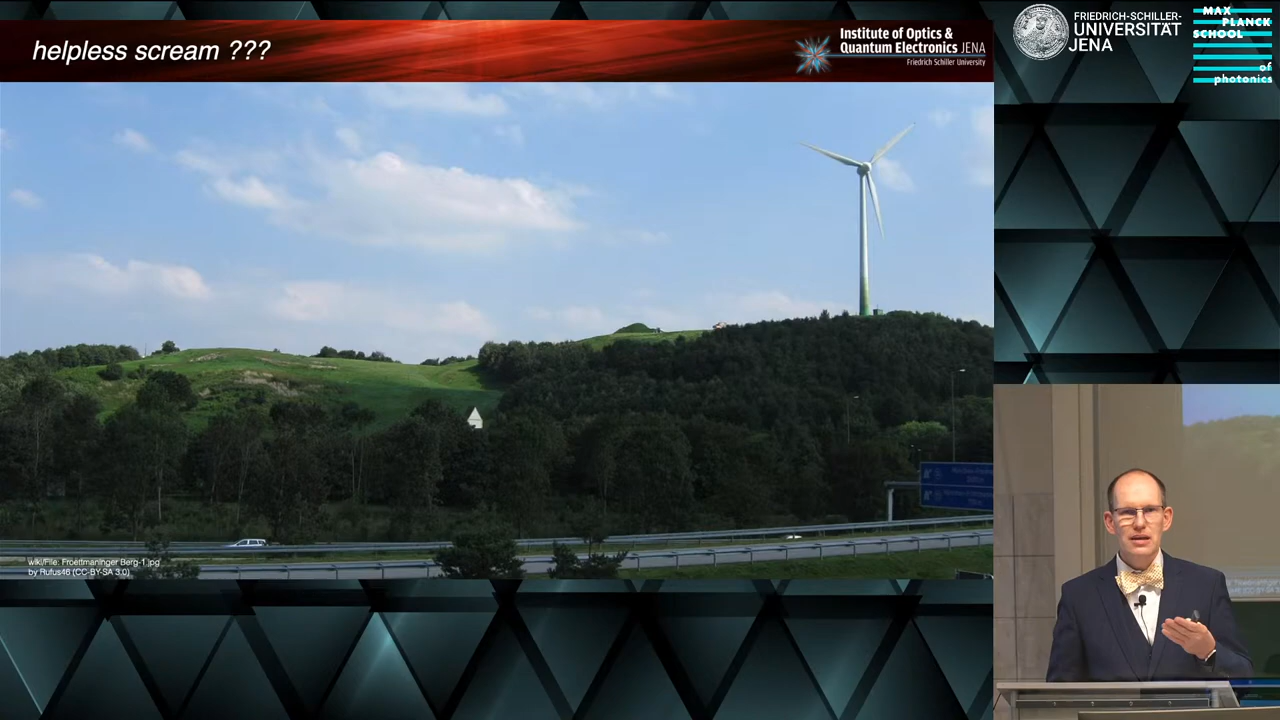 helpless scream ???
Institute of Optics &
Quantum Electronics JENA
Friedrich Schiller University
FRIEDRICH-SCHILLER-
UNIVERSITÄT
JENA
MAX
PLANCK
SCHOOL
of
photonics
wiki/File: Froettmaninger Berg-1.jpg
by Rufus46 (CC-BY-SA 3.0)